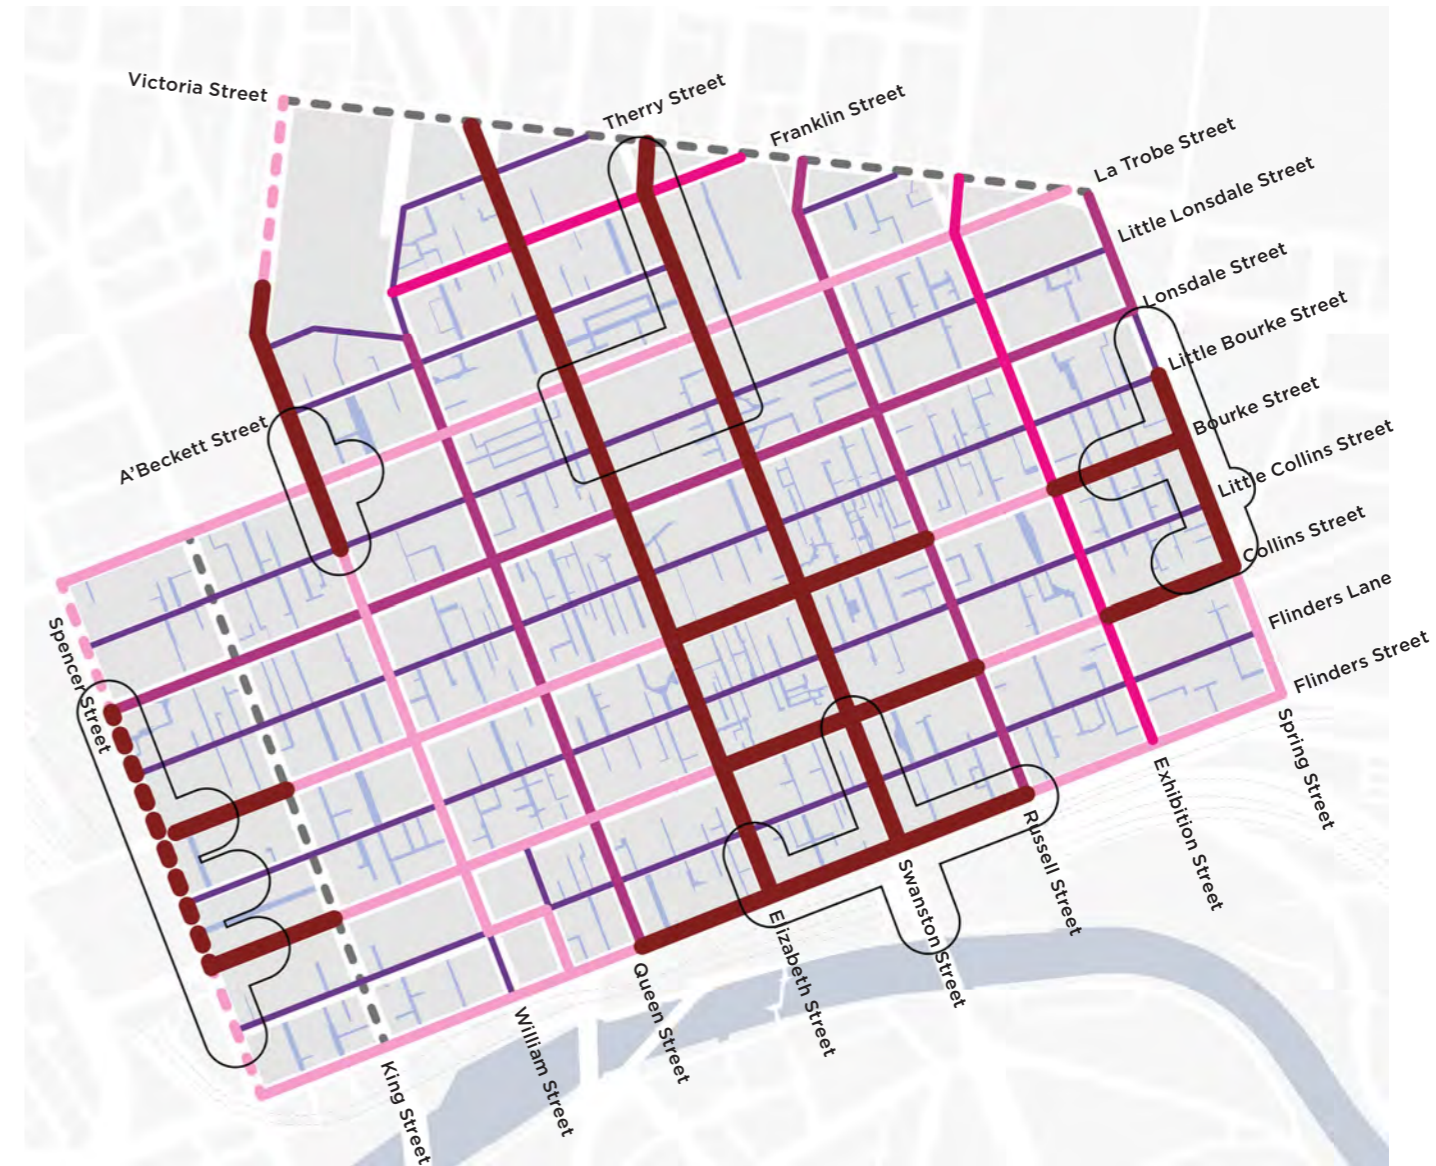 Victoria Street
Therry Street
Franklin Street
La Trobe Street
Little Lonsdale Street
Lonsdale Street
Little Bourke Street
Bourke Street
A'Beckett Street
Little Collins Street
Collins Street
Flinders Lane
Flinders Street
Spencer Street
Spring Street
Exhibition Street
Russell Street
Swanston Street
Elizabeth Street
Queen Street
William Street
King Street